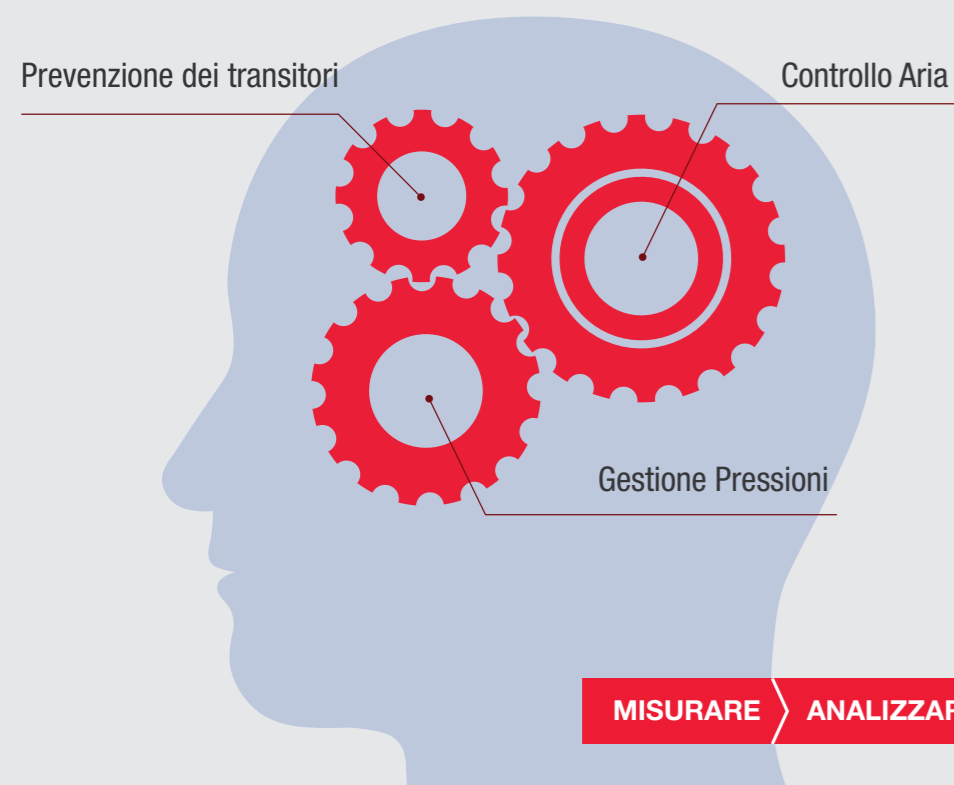 Prevenzione dei transitori
Controllo Aria
Gestione Pressioni
MISURARE